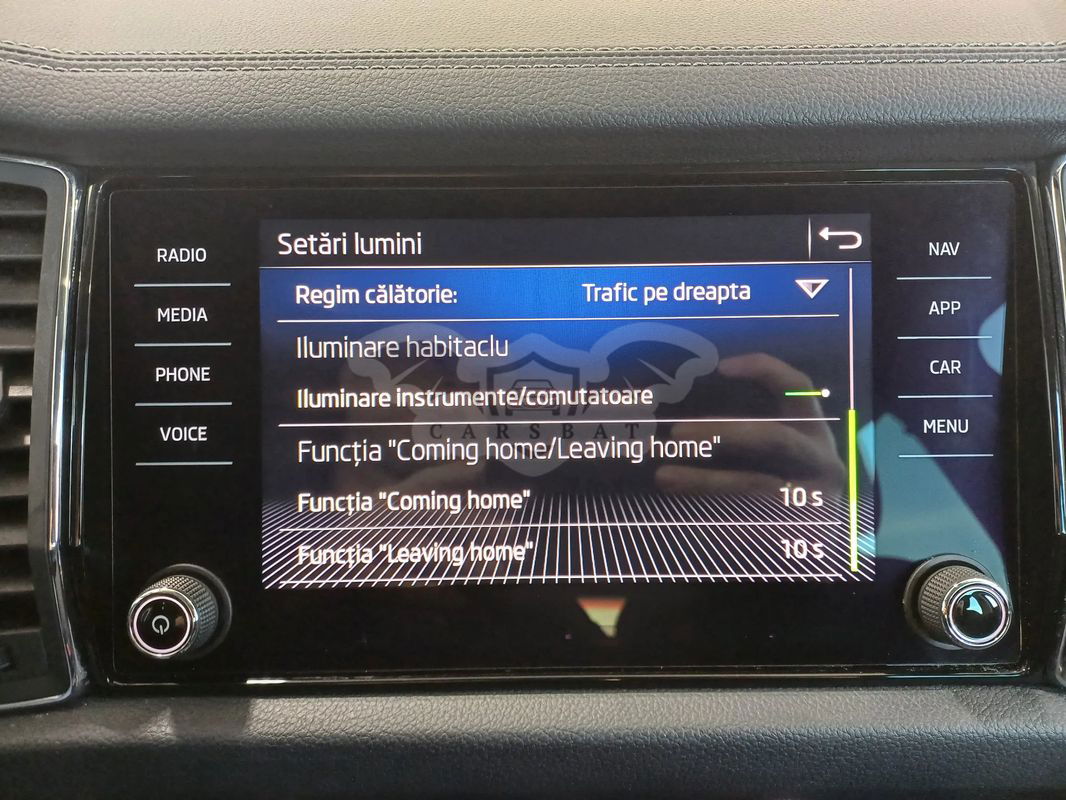 RADIO
MEDIA
PHONE
VOICE
Setări lumini
Regim călătorie: Trafic pe dreapta
Iluminare habitaclu
Iluminare instrumente/comutatoare
CARSBAT
Funcția "Coming home/Leaving home"
Funcția "Coming home" 10 s
Funcția "Leaving home" 10 s
NAV
APP
CAR
MENU